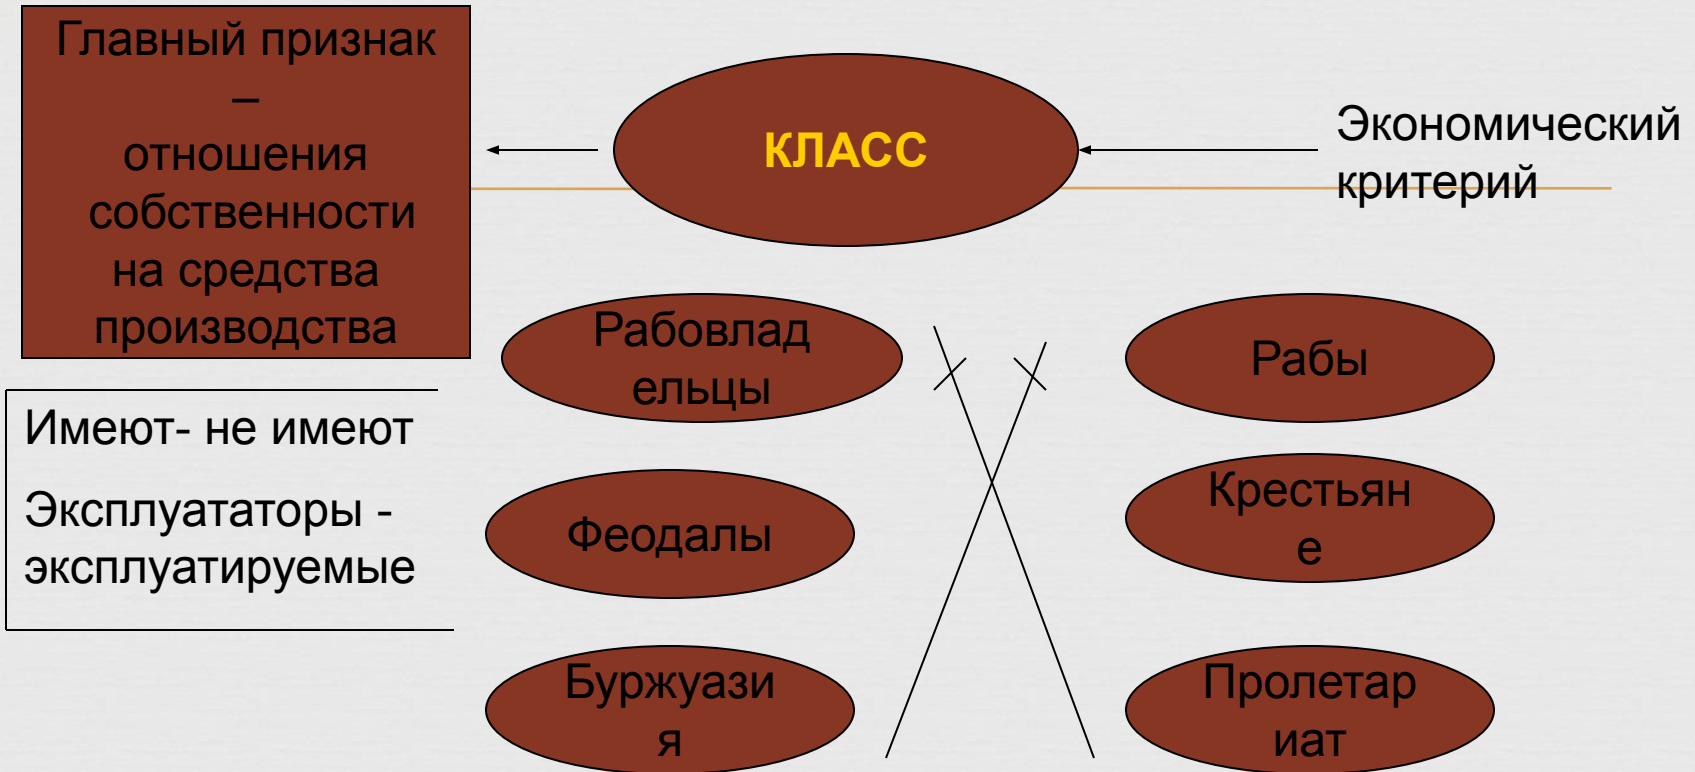 Главный признак
–
отношения
собственности
на средства
производства
КЛАСС
Экономический
критерий
Имеют- не имеют
Эксплуататоры -
эксплуатируемые
Рабовлад
ельцы
Рабы
Феодалы
Крестьян
е
Буржуази
я
Пролетар
иат